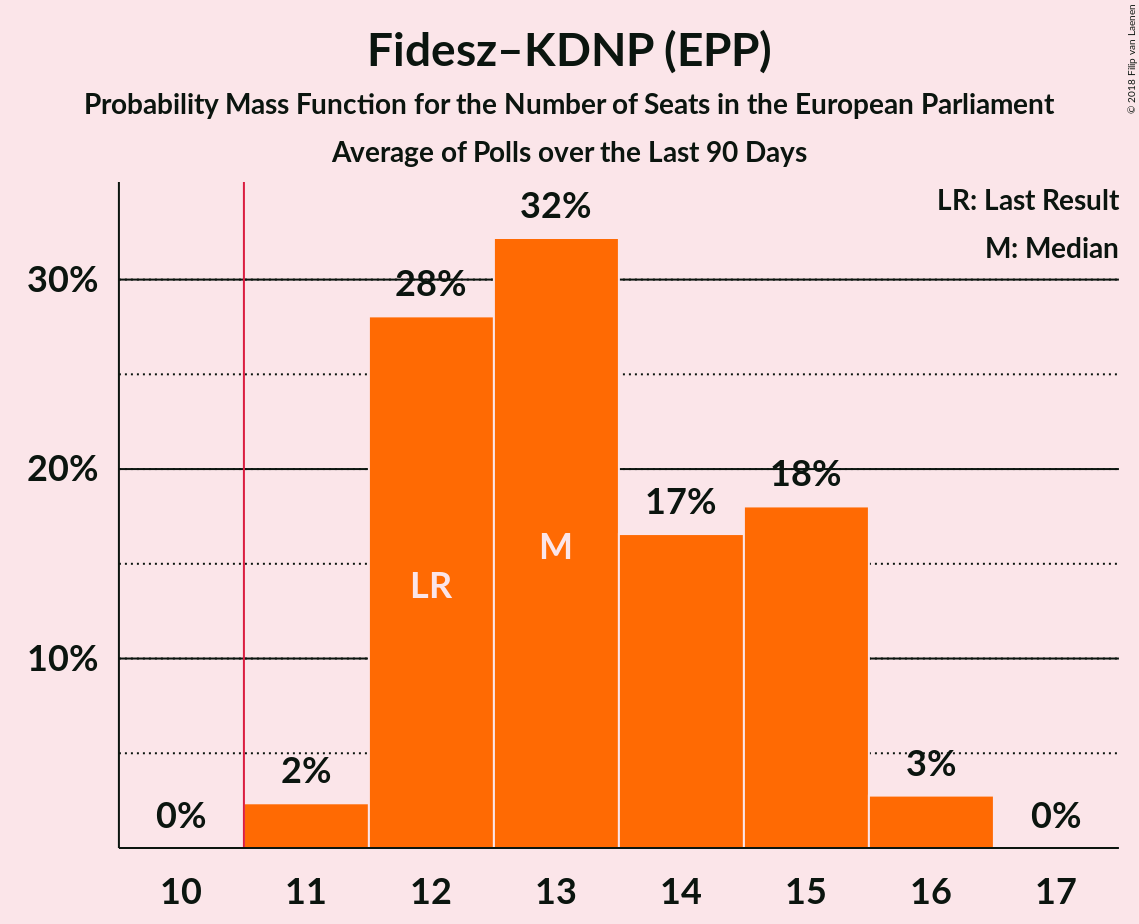 Fidesz–KDNP (EPP)
Probability Mass Function for the Number of Seats in the European Parliament
Average of Polls over the Last 90 Days
© 2018 Filip van Laenen
LR: Last Result
M: Median
32%
30%
28%
20%
18%
17%
M
LR
10%
2%
3%
0%
0%
10 11 12 13 14 15 16 17